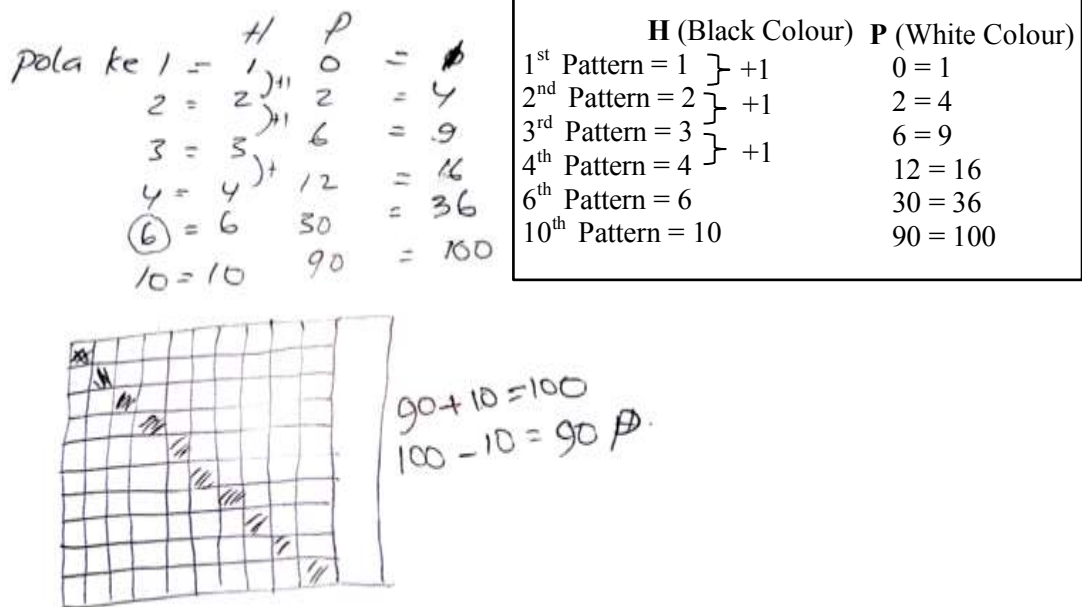 H P
pola ke 1 = 1 0 =
)+1
2 = 2 2 = 4
)+1
3 = 3 6 = 9
)+
4 = 4 12 = 16
6 = 6 30 = 36
10 = 10 90 = 100
H (Black Colour) P (White Colour)
1st Pattern = 1 } +1 0 = 1
2nd Pattern = 2 } +1 2 = 4
3rd Pattern = 3 } +1 6 = 9
4th Pattern = 4 12 = 16
6th Pattern = 6 30 = 36
10th Pattern = 10 90 = 100
90 + 10 = 100
100 - 10 = 90 P.